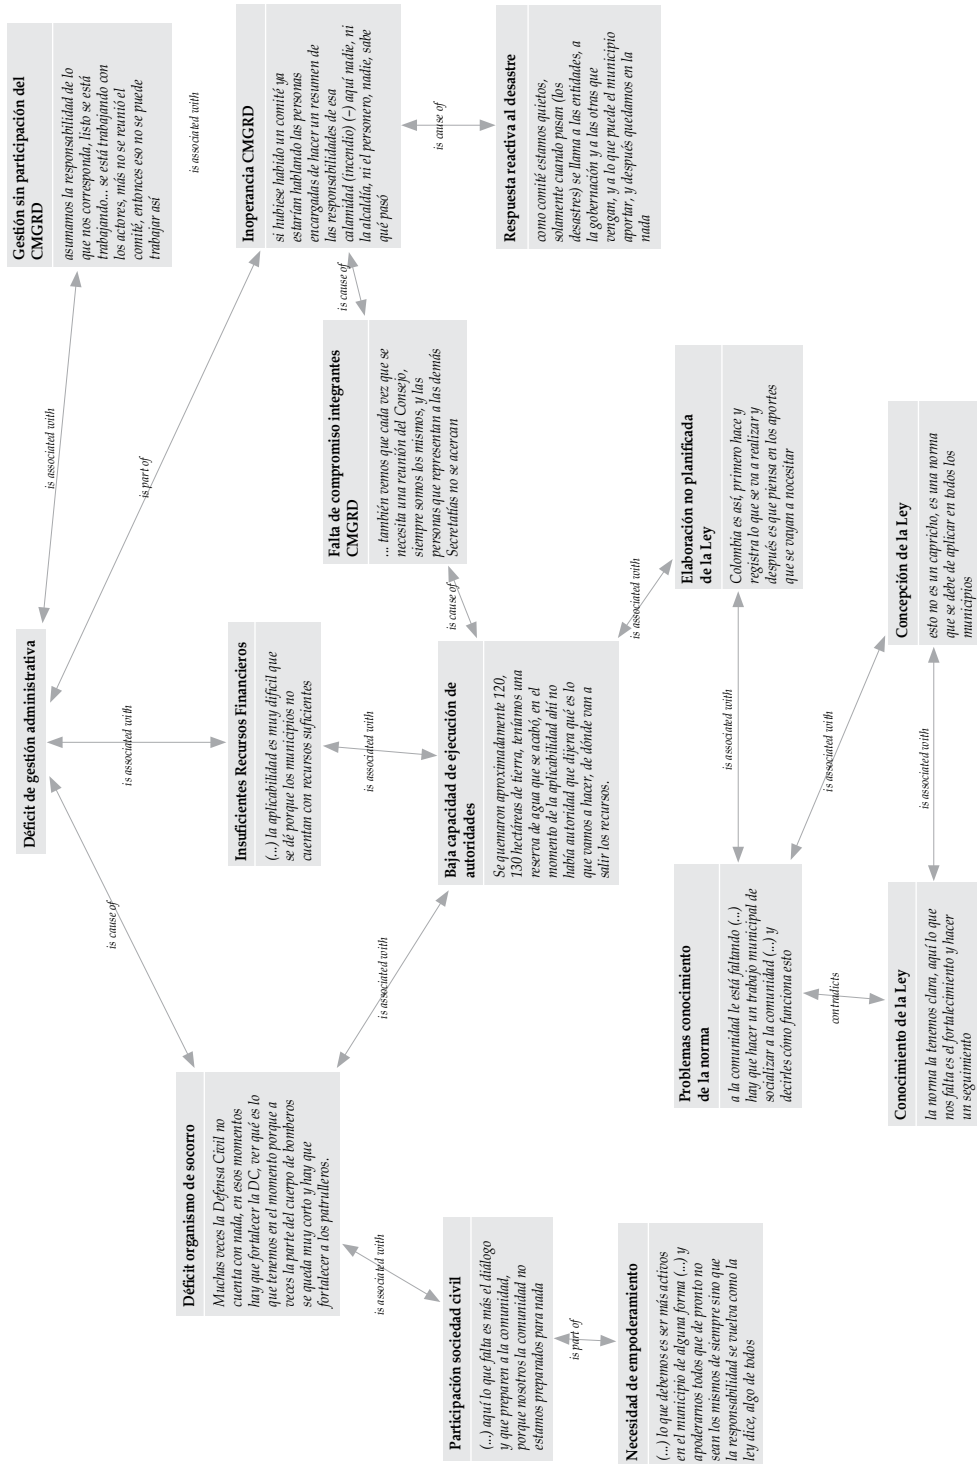 Déficit de gestión administrativa
Gestión sin participación del
CMGRD
asumamos la responsabilidad de lo
que nos corresponda, listo se está
trabajando... se está trabajando con
los actores, más no se reunió el
comité, entonces eso no se puede
trabajar así
is cause of
is associated with
is part of
is associated with
is associated with
Déficit organismo de socorro
Muchas veces la Defensa Civil no
cuenta con nada, en esos momentos
hay que fortalecer la DC, ver qué es lo
que tenemos en el momento porque a
veces la parte del cuerpo de bomberos
se queda muy corto y hay que
fortalecer a los patrulleros.
Insuficientes Recursos Financieros
(...) la aplicabilidad es muy difícil que
se dé porque los municipios no
cuentan con recursos suficientes
Inoperancia CMGRD
si hubiese habido un comité ya
estarían hablando las personas
encargadas de hacer un resumen de
las responsabilidades de esa
calamidad (incendio) (–) aquí nadie, ni
la alcaldía, ni el personero, nadie, sabe
qué pasó
is associated with
is associated with
is associated with
is cause of
is cause of
Falta de compromiso integrantes
CMGRD
... también vemos que cada vez que se
necesita una reunión del Consejo,
siempre somos los mismos, y las
personas que representan a las demás
Secretatías no se acercan
is cause of
Participación sociedad civil
(...) aquí lo que falta es más el diálogo
y que preparen a la comunidad,
porque nosotros la comunidad no
estamos preparados para nada
Baja capacidad de ejecución de
autoridades
Se quemaron aproximadamente 120,
130 hectáreas de tierra, teníamos una
reserva de agua que se acabó, en el
momento de la aplicabilidad ahí no
había autoridad que dijera qué es lo
que vamos a hacer, de dónde van a
salir los recursos.
Respuesta reactiva al desastre
como comité estamos quietos,
solamente cuando pasan (los
desastres) se llama a las entidades, a
la gobernación y a las otras que
vengan, y a lo que puede el municipio
aportar, y después quedamos en la
nada
is part of
is associated with
Necesidad de empoderamiento
(...) lo que debemos es ser más activos
en el municipio de alguna forma (...) y
apoderarnos todos que de pronto no
sean los mismos de siempre sino que
la responsabilidad se vuelva como la
ley dice, algo de todos
Problemas conocimiento
de la norma
a la comunidad le está faltando (...)
hay que hacer un trabajo municipal de
socializar a la comunidad (...) y
decirles cómo funciona esto
is associated with
Elaboración no planificada
de la Ley
Colombia es así, primero hace y
registra lo que se va a realizar y
después es que piensa en los aportes
que se vayan a nocesitar
contradicts
is associated with
Conocimiento de la Ley
la norma la tenemos clara, aquí lo que
nos falta es el fortalecimiento y hacer
un seguimiento
is associated with
Concepción de la Ley
esto no es un capricho, es una norma
que se debe de aplicar en todos los
municipios